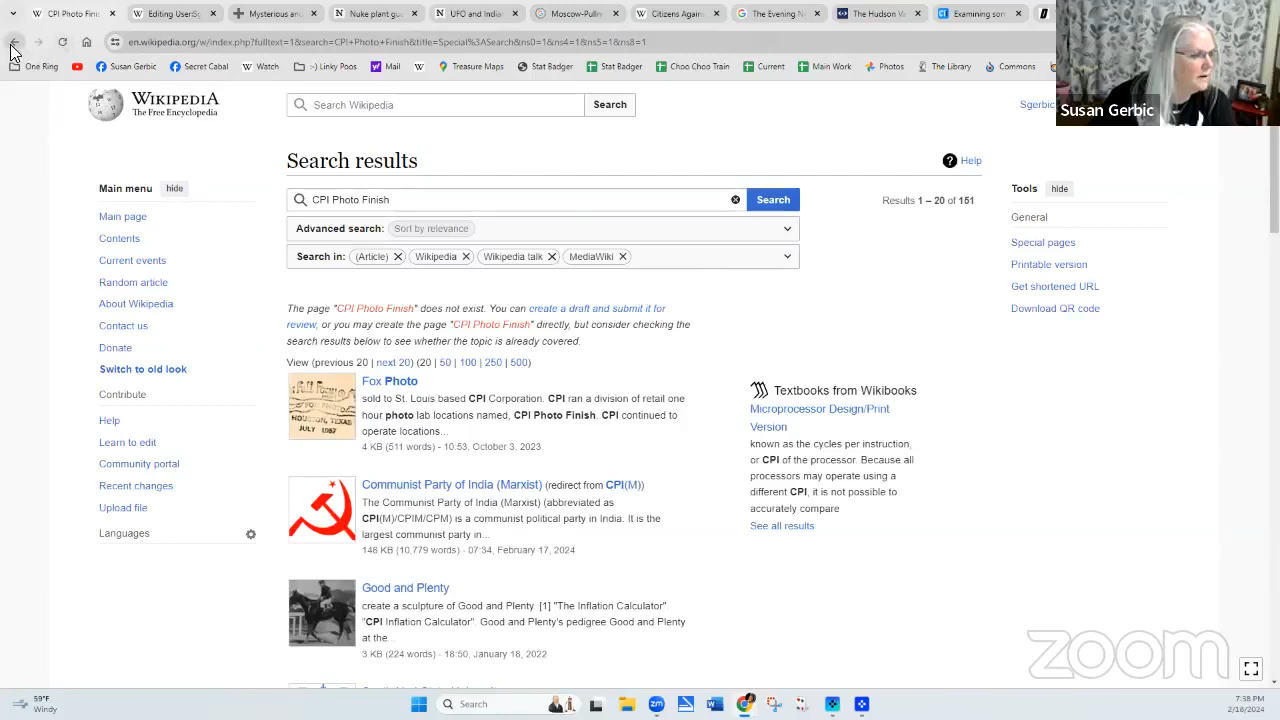 CPI Photo Finish
EditorSp
Mysterious
Nuke planet go
UFO and India
Moscow-Pulle
Citizens Agains
The Evening Ne
The Hudson Va
Examining som
en.wikipedia.org/w/index.php?fulltext=1&search=CPI+Photo+Finish&title=Special%3ASearch&ns0=1&ns4=1&ns5=1&ns8=1
One Ring
Susan Gerbic
Secret Cabal
Watch
:-) Linky Pops
Mail
Treasure Maps
Stat Badger
Stat Badger
Choo Choo Train
Current
Main Work
Photos
The Library
Commons
Susan Gerbic
WIKIPEDIA
The Free Encyclopedia
Search Wikipedia
Search
Sgerbic
Search results
? Help
Main menu hide
Main page
Contents
Current events
Random article
About Wikipedia
Contact us
Donate
Switch to old look
Contribute
Help
Learn to edit
Community portal
Recent changes
Upload file
Languages
CPI Photo Finish
Search
Results 1 – 20 of 151
Advanced search: Sort by relevance
Search in: (Article) Wikipedia Wikipedia talk MediaWiki
The page "CPI Photo Finish" does not exist. You can create a draft and submit it for
review, or you may create the page "CPI Photo Finish" directly, but consider checking the
search results below to see whether the topic is already covered.
View (previous 20 | next 20) (20 | 50 | 100 | 250 | 500)
HOUSTON, TEXAS
JULY 1987
Fox Photo
sold to St. Louis based CPI Corporation. CPI ran a division of retail one
hour photo lab locations named, CPI Photo Finish. CPI continued to
operate locations...
4 KB (511 words) - 10:53, October 3, 2023
Communist Party of India (Marxist) (redirect from CPI(M))
The Communist Party of India (Marxist) (abbreviated as
CPI(M)/CPIM/CPM) is a communist political party in India. It is the
largest communist party in...
148 KB (10,779 words) - 07:34, February 17, 2024
Good and Plenty
create a sculpture of Good and Plenty. [1] "The Inflation Calculator".
"CPI Inflation Calculator". Good and Plenty's pedigree Good and Plenty
at the...
3 KB (224 words) - 18:50, January 18, 2022
Textbooks from Wikibooks
Microprocessor Design/Print
Version
known as the cycles per instruction,
or CPI of the processor. Because all
processors may operate using a
different CPI, it is not possible to
accurately compare
See all results
Tools hide
General
Special pages
Printable version
Get shortened URL
Download QR code
zoom
59°F
Windy
Search
zm
7:38 PM
2/18/2024